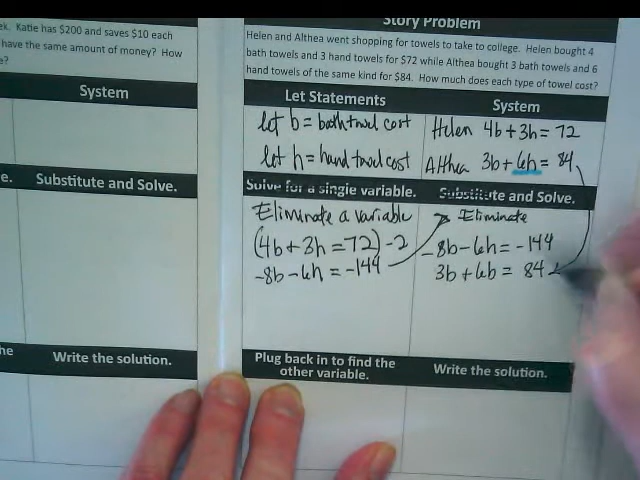 ek. Katie has $200 and saves $10 each
have the same amount of money? How
e?
System
e. Substitute and Solve.
he Write the solution.
Story Problem
Helen and Althea went shopping for towels to take to college. Helen bought 4
bath towels and 3 hand towels for $72 while Althea bought 3 bath towels and 6
hand towels of the same kind for $84. How much does each type of towel cost?
Let Statements
System
let b = bath towel cost
let h = hand towel cost
Helen 4b+3h = 72
Althea 3b+6h = 84
Solve for a single variable.
Substitute and Solve.
Eliminate a variable
(4b+3h=72)-2
-8b-6h = -144
Eliminate
-8b-6h = -144
3b+6b = 84
Plug back in to find the
other variable.
Write the solution.